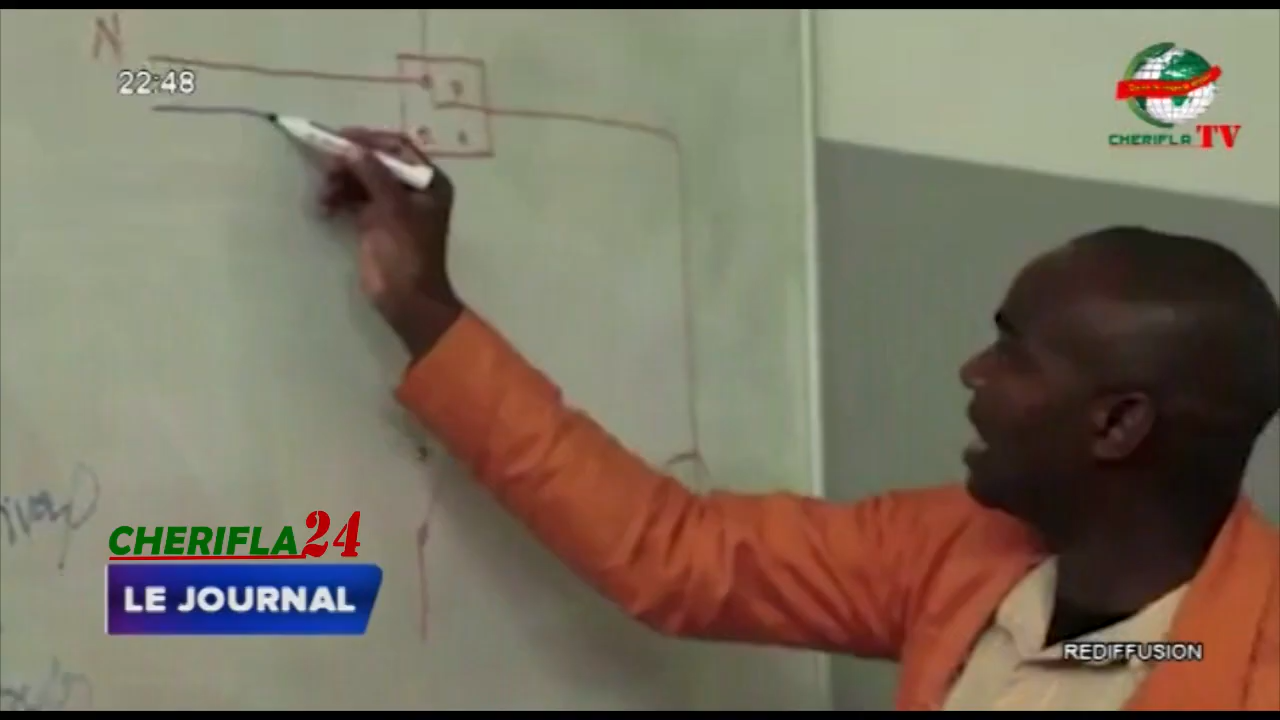 N
22:48
CHERIFLA TV
CHERIFLA24
LE JOURNAL
REDIFFUSION